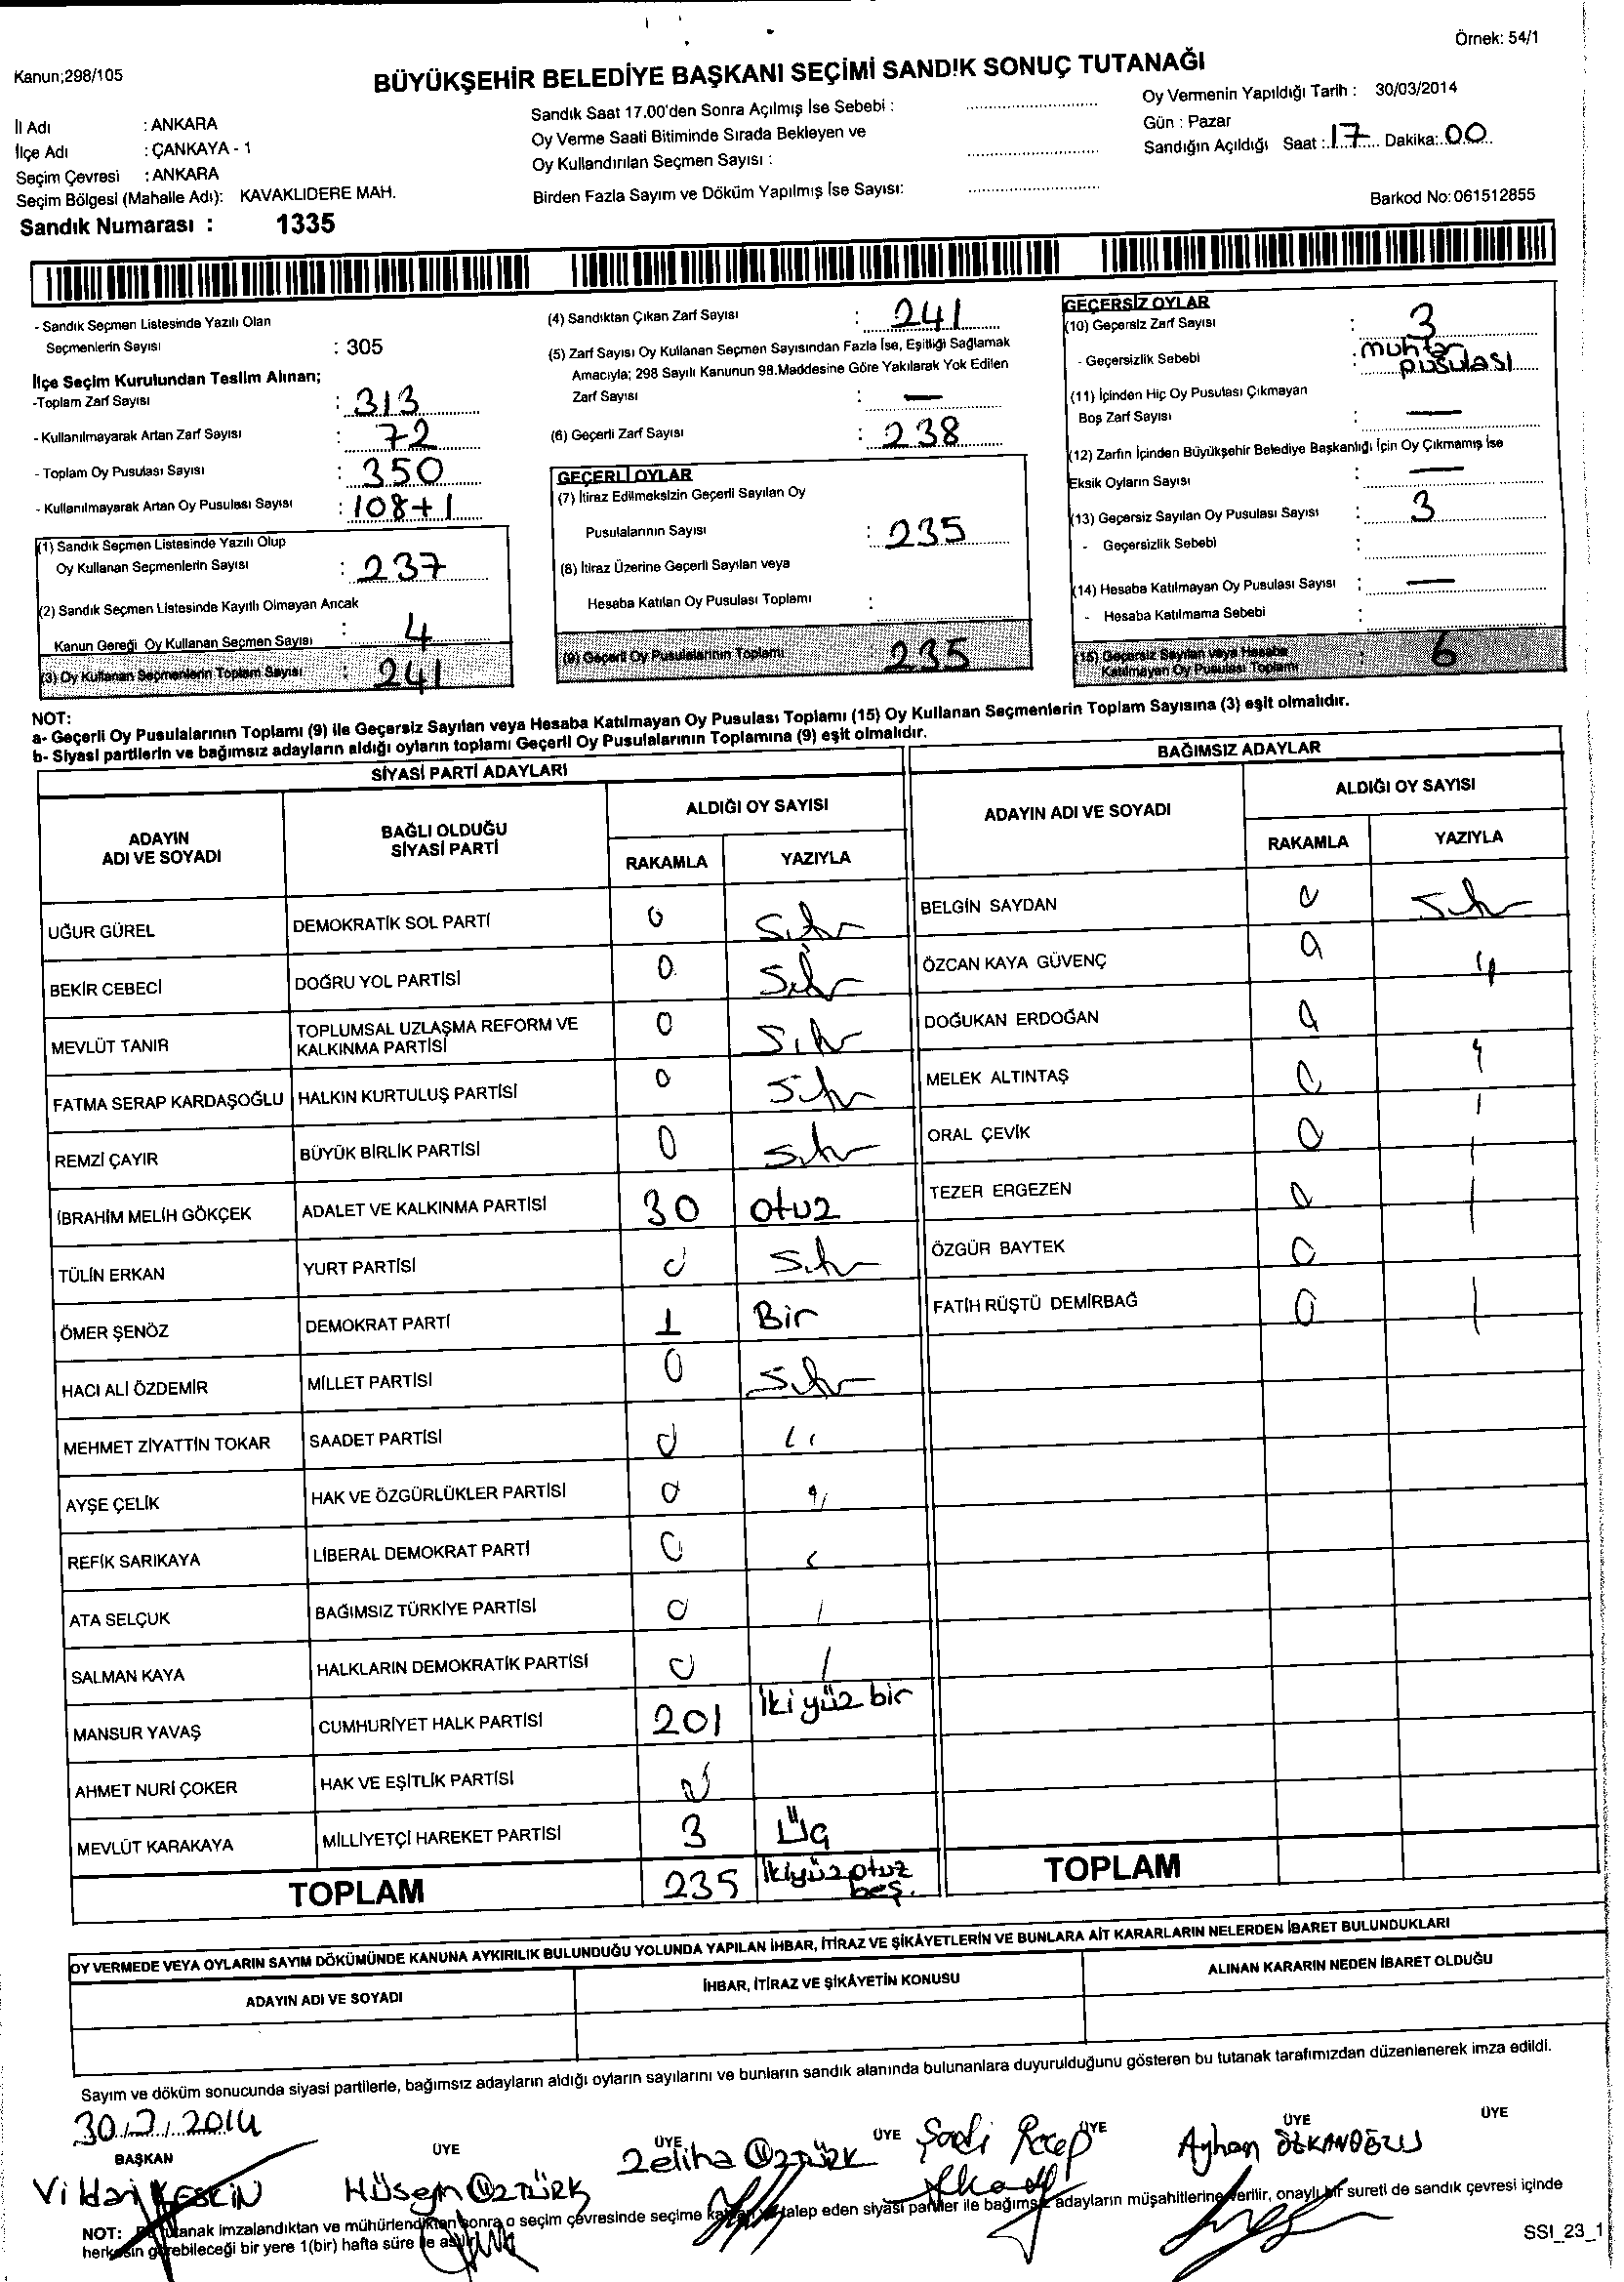 Örnek: 54/1
Kanun;298/105
BÜYÜKŞEHİR BELEDİYE BAŞKANI SEÇİMİ SANDIK SONUÇ TUTANAĞI
İl Adı : ANKARA
İlçe Adı : ÇANKAYA - 1
Seçim Çevresi : ANKARA
Seçim Bölgesi (Mahalle Adı): KAVAKLIDERE MAH.
Sandık Numarası : 1335
Sandık Saat 17.00'den Sonra Açılmış İse Sebebi :
Oy Verme Saati Bitiminde Sırada Bekleyen ve
Oy Kullandırılan Seçmen Sayısı :
Birden Fazla Sayım ve Döküm Yapılmış İse Sayısı:
Oy Vermenin Yapıldığı Tarih : 30/03/2014
Gün : Pazar
Sandığın Açıldığı Saat : 17 Dakika: 00
Barkod No: 061512855
- Sandık Seçmen Listesinde Yazılı Olan
Seçmenlerin Sayısı : 305
İlçe Seçim Kurulundan Teslim Alınan;
-Toplam Zarf Sayısı : 313
- Kullanılmayarak Artan Zarf Sayısı : 72
- Toplam Oy Pusulası Sayısı : 350
- Kullanılmayarak Artan Oy Pusulası Sayısı : 108+1
(1) Sandık Seçmen Listesinde Yazılı Olup
Oy Kullanan Seçmenlerin Sayısı : 237
(2) Sandık Seçmen Listesinde Kayıtlı Olmayan Ancak
Kanun Gereği Oy Kullanan Seçmen Sayısı : 4
(3) Oy Kullanan Seçmenlerin Toplam Sayısı : 241
(4) Sandıktan Çıkan Zarf Sayısı : 241
(5) Zarf Sayısı Oy Kullanan Seçmen Sayısından Fazla İse, Eşitliği Sağlamak
Amacıyla; 298 Sayılı Kanunun 98.Maddesine Göre Yakılarak Yok Edilen
Zarf Sayısı : —
(6) Geçerli Zarf Sayısı : 238
GEÇERLİ OYLAR
(7) İtiraz Edilmeksizin Geçerli Sayılan Oy
Pusulalarının Sayısı : 235
(8) İtiraz Üzerine Geçerli Sayılan veya
Hesaba Katılan Oy Pusulası Toplamı :
(9) Geçerli Oy Pusulalarının Toplamı : 235
GEÇERSİZ OYLAR
(10) Geçersiz Zarf Sayısı : 3
- Geçersizlik Sebebi : muhtar
pusulası
(11) İçinden Hiç Oy Pusulası Çıkmayan
Boş Zarf Sayısı : —
(12) Zarfın İçinden Büyükşehir Belediye Başkanlığı İçin Oy Çıkmamış İse
Eksik Oyların Sayısı : —
(13) Geçersiz Sayılan Oy Pusulası Sayısı : 3
- Geçersizlik Sebebi :
(14) Hesaba Katılmayan Oy Pusulası Sayısı : —
- Hesaba Katılmama Sebebi :
(15) Geçersiz Sayılan veya Hesaba
Katılmayan Oy Pusulası Toplamı : 6
NOT:
a- Geçerli Oy Pusulalarının Toplamı (9) ile Geçersiz Sayılan veya Hesaba Katılmayan Oy Pusulası Toplamı (15) Oy Kullanan Seçmenlerin Toplam Sayısına (3) eşit olmalıdır.
b- Siyasi partilerin ve bağımsız adayların aldığı oyların toplamı Geçerli Oy Pusulalarının Toplamına (9) eşit olmalıdır.
SİYASİ PARTİ ADAYLARI
ADAYIN ADI VE SOYADI BAĞLI OLDUĞU SİYASİ PARTİ ALDIĞI OY SAYISI
RAKAMLA YAZIYLA
UĞUR GÜREL DEMOKRATİK SOL PARTİ 0 Sıfır
BEKİR CEBECİ DOĞRU YOL PARTİSİ 0 Sıfır
MEVLÜT TANIR TOPLUMSAL UZLAŞMA REFORM VE KALKINMA PARTİSİ 0 Sıfır
FATMA SERAP KARDAŞOĞLU HALKIN KURTULUŞ PARTİSİ 0 Sıfır
REMZİ ÇAYIR BÜYÜK BİRLİK PARTİSİ 0 Sıfır
İBRAHİM MELİH GÖKÇEK ADALET VE KALKINMA PARTİSİ 30 otuz
TÜLİN ERKAN YURT PARTİSİ 0 Sıfır
ÖMER ŞENÖZ DEMOKRAT PARTİ 1 Bir
HACI ALİ ÖZDEMİR MİLLET PARTİSİ 0 Sıfır
MEHMET ZİYATTİN TOKAR SAADET PARTİSİ 0 "
AYŞE ÇELİK HAK VE ÖZGÜRLÜKLER PARTİSİ 0 "
REFİK SARIKAYA LİBERAL DEMOKRAT PARTİ 0
ATA SELÇUK BAĞIMSIZ TÜRKİYE PARTİSİ 0 /
SALMAN KAYA HALKLARIN DEMOKRATİK PARTİSİ 0 /
MANSUR YAVAŞ CUMHURİYET HALK PARTİSİ 201 İkiyüz bir
AHMET NURİ ÇOKER HAK VE EŞİTLİK PARTİSİ 0
MEVLÜT KARAKAYA MİLLİYETÇİ HAREKET PARTİSİ 3 Üç
TOPLAM 235 İkiyüzotuz
beş.
BAĞIMSIZ ADAYLAR
ADAYIN ADI VE SOYADI ALDIĞI OY SAYISI
RAKAMLA YAZIYLA
BELGİN SAYDAN 0 Sıfır
ÖZCAN KAYA GÜVENÇ 0 "
DOĞUKAN ERDOĞAN 0
MELEK ALTINTAŞ 0
ORAL ÇEVİK 0
TEZER ERGEZEN 0
ÖZGÜR BAYTEK 0
FATİH RÜŞTÜ DEMİRBAĞ 0
TOPLAM
OY VERMEDE VEYA OYLARIN SAYIM DÖKÜMÜNDE KANUNA AYKIRILIK BULUNDUĞU YOLUNDA YAPILAN İHBAR, İTİRAZ VE ŞİKÂYETLERİN VE BUNLARA AİT KARARLARIN NELERDEN İBARET BULUNDUKLARI
ADAYIN ADI VE SOYADI İHBAR, İTİRAZ VE ŞİKÂYETİN KONUSU ALINAN KARARIN NEDEN İBARET OLDUĞU
Sayım ve döküm sonucunda siyasi partilerle, bağımsız adayların aldığı oyların sayılarını ve bunların sandık alanında bulunanlara duyurulduğunu gösteren bu tutanak tarafımızdan düzenlenerek imza edildi.
30/3/2014
BAŞKAN ÜYE ÜYE ÜYE ÜYE ÜYE ÜYE
Vildan KESKİN Hüseyin Öztürk Zeliha Öztürk Şadi Recep Ayhan
NOT: Bu tutanak imzalandıktan ve mühürlendikten sonra o seçim çevresinde seçime katılan talep eden siyasi partiler ile bağımsız adayların müşahitlerine verilir, onaylı bir sureti de sandık çevresi içinde
herkesin görebileceği bir yere 1(bir) hafta süre ile asılır.
SSI_23_1